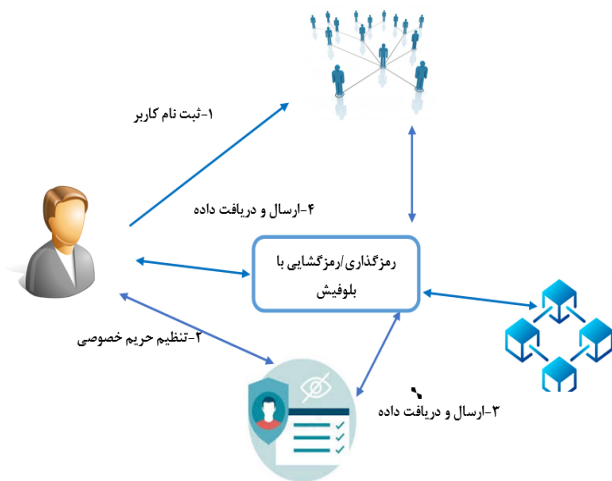 ۱-ثبت نام کاربر
۴-ارسال و دریافت داده
رمزگذاری/رمزگشایی با
بلوفیش
۲-تنظیم حریم خصوصی
۳-ارسال و دریافت داده